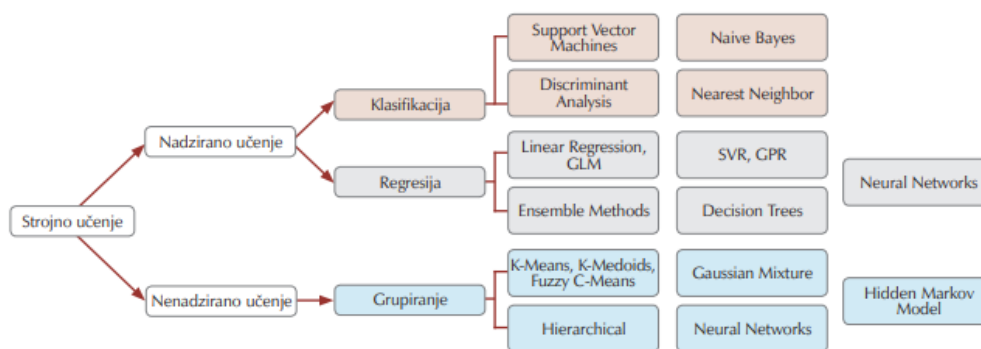 Support Vector
Machines
Naive Bayes
Klasifikacija
Discriminant
Analysis
Nearest Neighbor
Nadzirano učenje
Linear Regression,
GLM
SVR, GPR
Regresija
Neural Networks
Ensemble Methods
Decision Trees
Strojno učenje
K-Means, K-Medoids,
Fuzzy C-Means
Gaussian Mixture
Nenadzirano učenje
Grupiranje
Hidden Markov
Model
Hierarchical
Neural Networks